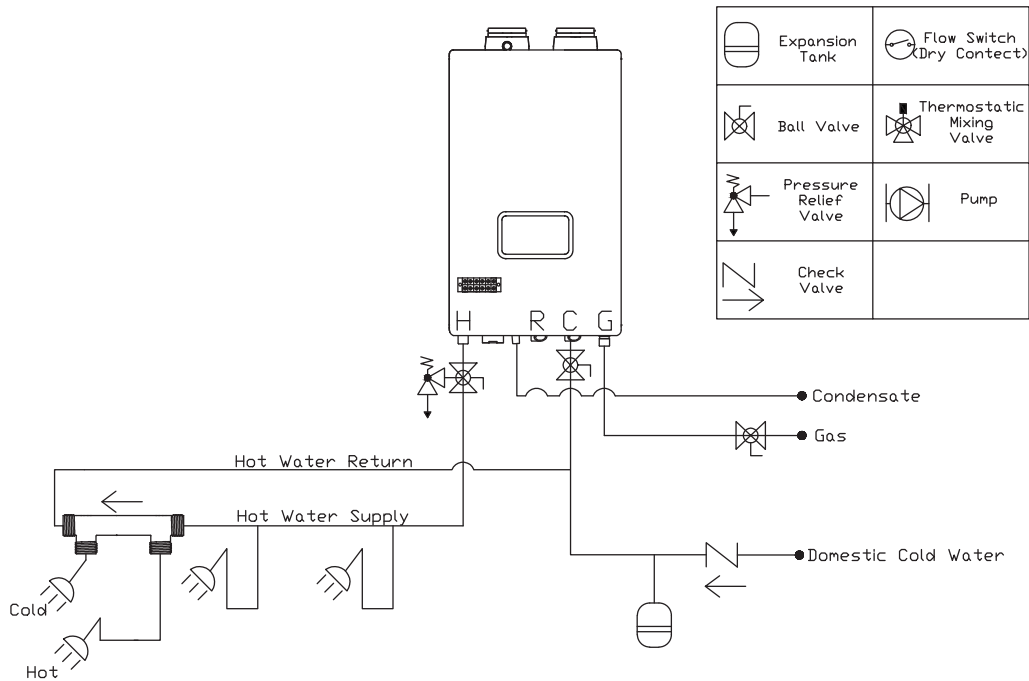 Expansion
Tank
Flow Switch
(Dry Contect)
Ball Valve
Thermostatic
Mixing
Valve
Pressure
Relief
Valve
Pump
Check
Valve
H
R
C
G
Condensate
Gas
Hot Water Return
Hot Water Supply
Domestic Cold Water
Cold
Hot